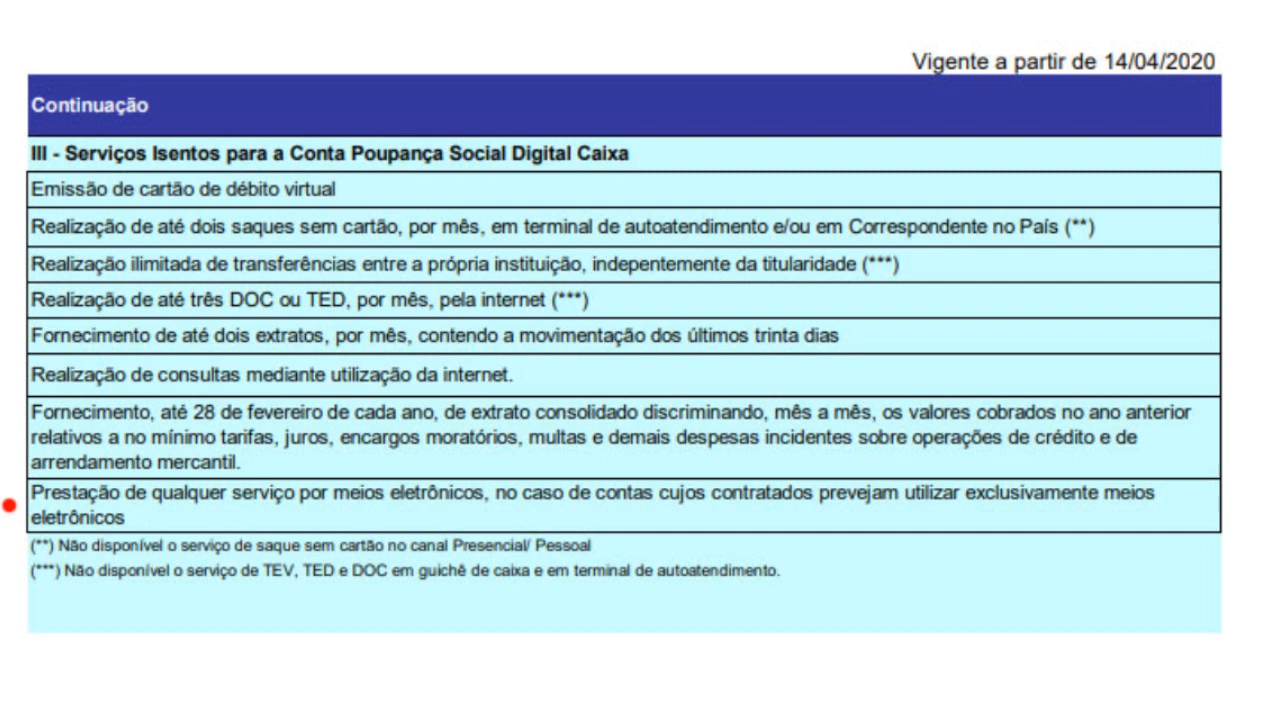 Vigente a partir de 14/04/2020
Continuação
III - Serviços Isentos para a Conta Poupança Social Digital Caixa
Emissão de cartão de débito virtual
Realização de até dois saques sem cartão, por mês, em terminal de autoatendimento e/ou em Correspondente no País (**)
Realização ilimitada de transferências entre a própria instituição, indepentemente da titularidade (***)
Realização de até três DOC ou TED, por mês, pela internet (***)
Fornecimento de até dois extratos, por mês, contendo a movimentação dos últimos trinta dias
Realização de consultas mediante utilização da internet.
Fornecimento, até 28 de fevereiro de cada ano, de extrato consolidado discriminando, mês a mês, os valores cobrados no ano anterior
relativos a no mínimo tarifas, juros, encargos moratórios, multas e demais despesas incidentes sobre operações de crédito e de
arrendamento mercantil.
Prestação de qualquer serviço por meios eletrônicos, no caso de contas cujos contratados prevejam utilizar exclusivamente meios
eletrônicos
(**) Não disponível o serviço de saque sem cartão no canal Presencial/ Pessoal
(***) Não disponível o serviço de TEV, TED e DOC em guichê de caixa e em terminal de autoatendimento.